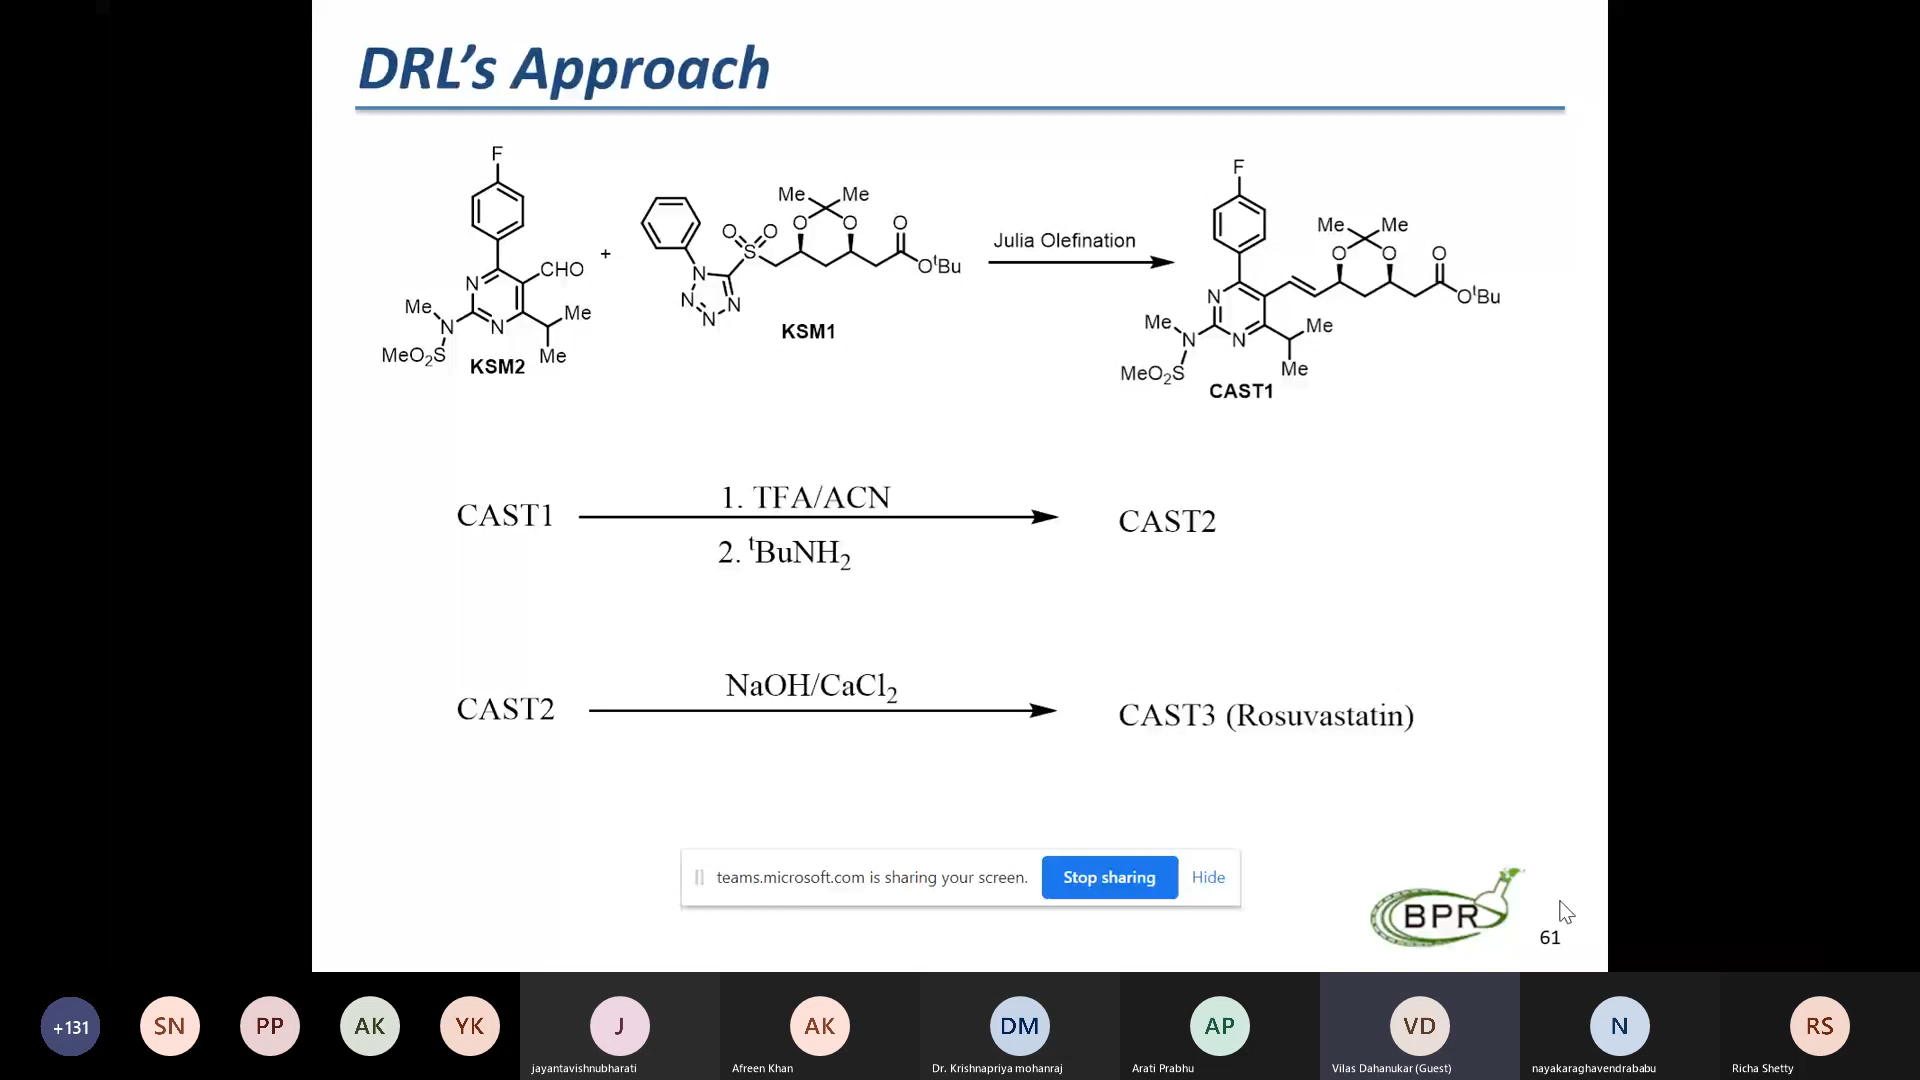 DRL's Approach
F
CHO
N
N
Me
N
MeO2S
Me
Me
KSM2
+
Me
Me
O
O
O
O
S
O
OtBu
N
N
N
N
KSM1
Julia Olefination
F
Me
Me
O
O
O
OtBu
N
N
Me
N
MeO2S
Me
Me
CAST1
CAST1
1. TFA/ACN
2. tBuNH2
CAST2
CAST2
NaOH/CaCl2
CAST3 (Rosuvastatin)
teams.microsoft.com is sharing your screen.
Stop sharing
Hide
BPR
61
+131
SN
PP
AK
YK
J
jayantavishnubharati
AK
Afreen Khan
DM
Dr. Krishnapriya mohanraj
AP
Arati Prabhu
VD
Vilas Dahanukar (Guest)
N
nayakaraghavendrababu
RS
Richa Shetty